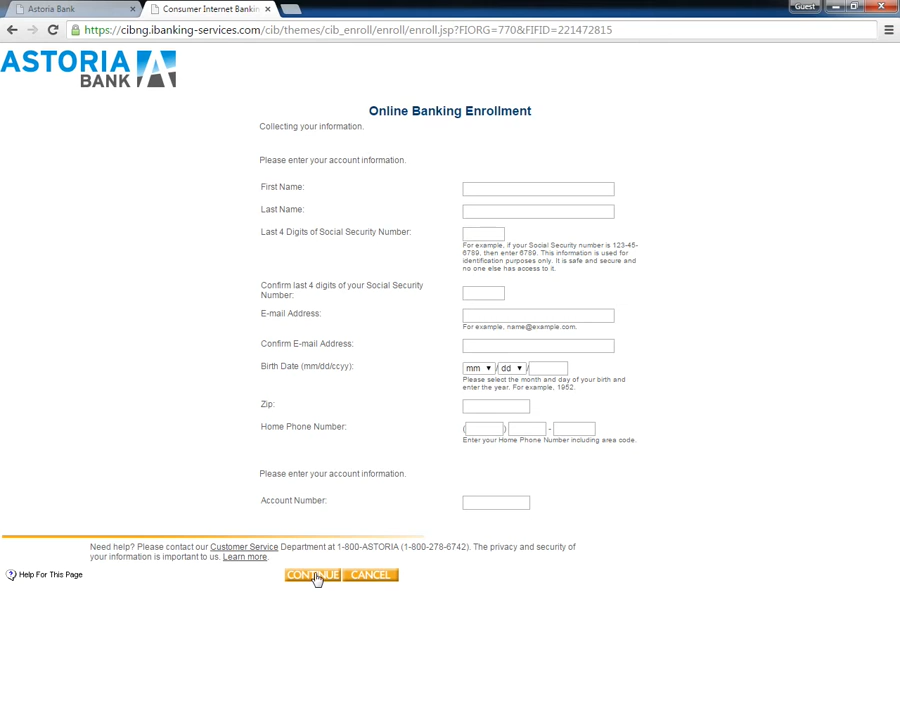 Astoria Bank
Consumer Internet Bankin
Guest
https://cibng.ibanking-services.com/cib/themes/cib_enroll/enroll/enroll.jsp?FIORG=770&FIFID=221472815
ASTORIA
BANK
Online Banking Enrollment
Collecting your information.
Please enter your account information.
First Name:
Last Name:
Last 4 Digits of Social Security Number:
For example, if your Social Security number is 123-45-
6789, then enter 6789. This information is used for
identification purposes only. It is safe and secure and
no one else has access to it.
Confirm last 4 digits of your Social Security
Number:
E-mail Address:
For example, name@example.com.
Confirm E-mail Address:
Birth Date (mm/dd/ccyy):
mm / dd /
Please select the month and day of your birth and
enter the year. For example, 1952.
Zip:
Home Phone Number:
( ) -
Enter your Home Phone Number including area code.
Please enter your account information.
Account Number:
Need help? Please contact our Customer Service Department at 1-800-ASTORIA (1-800-278-6742). The privacy and security of
your information is important to us. Learn more.
? Help For This Page
CONTINUE CANCEL